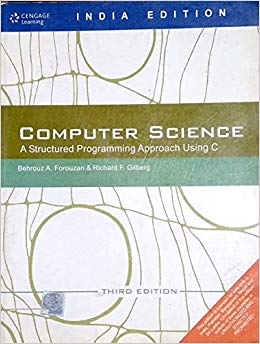 CENGAGE
Learning
INDIA EDITION
COMPUTER SCIENCE
A Structured Programming Approach Using C
Behrouz A. Forouzan & Richard F. Gilberg
THIRD EDITION